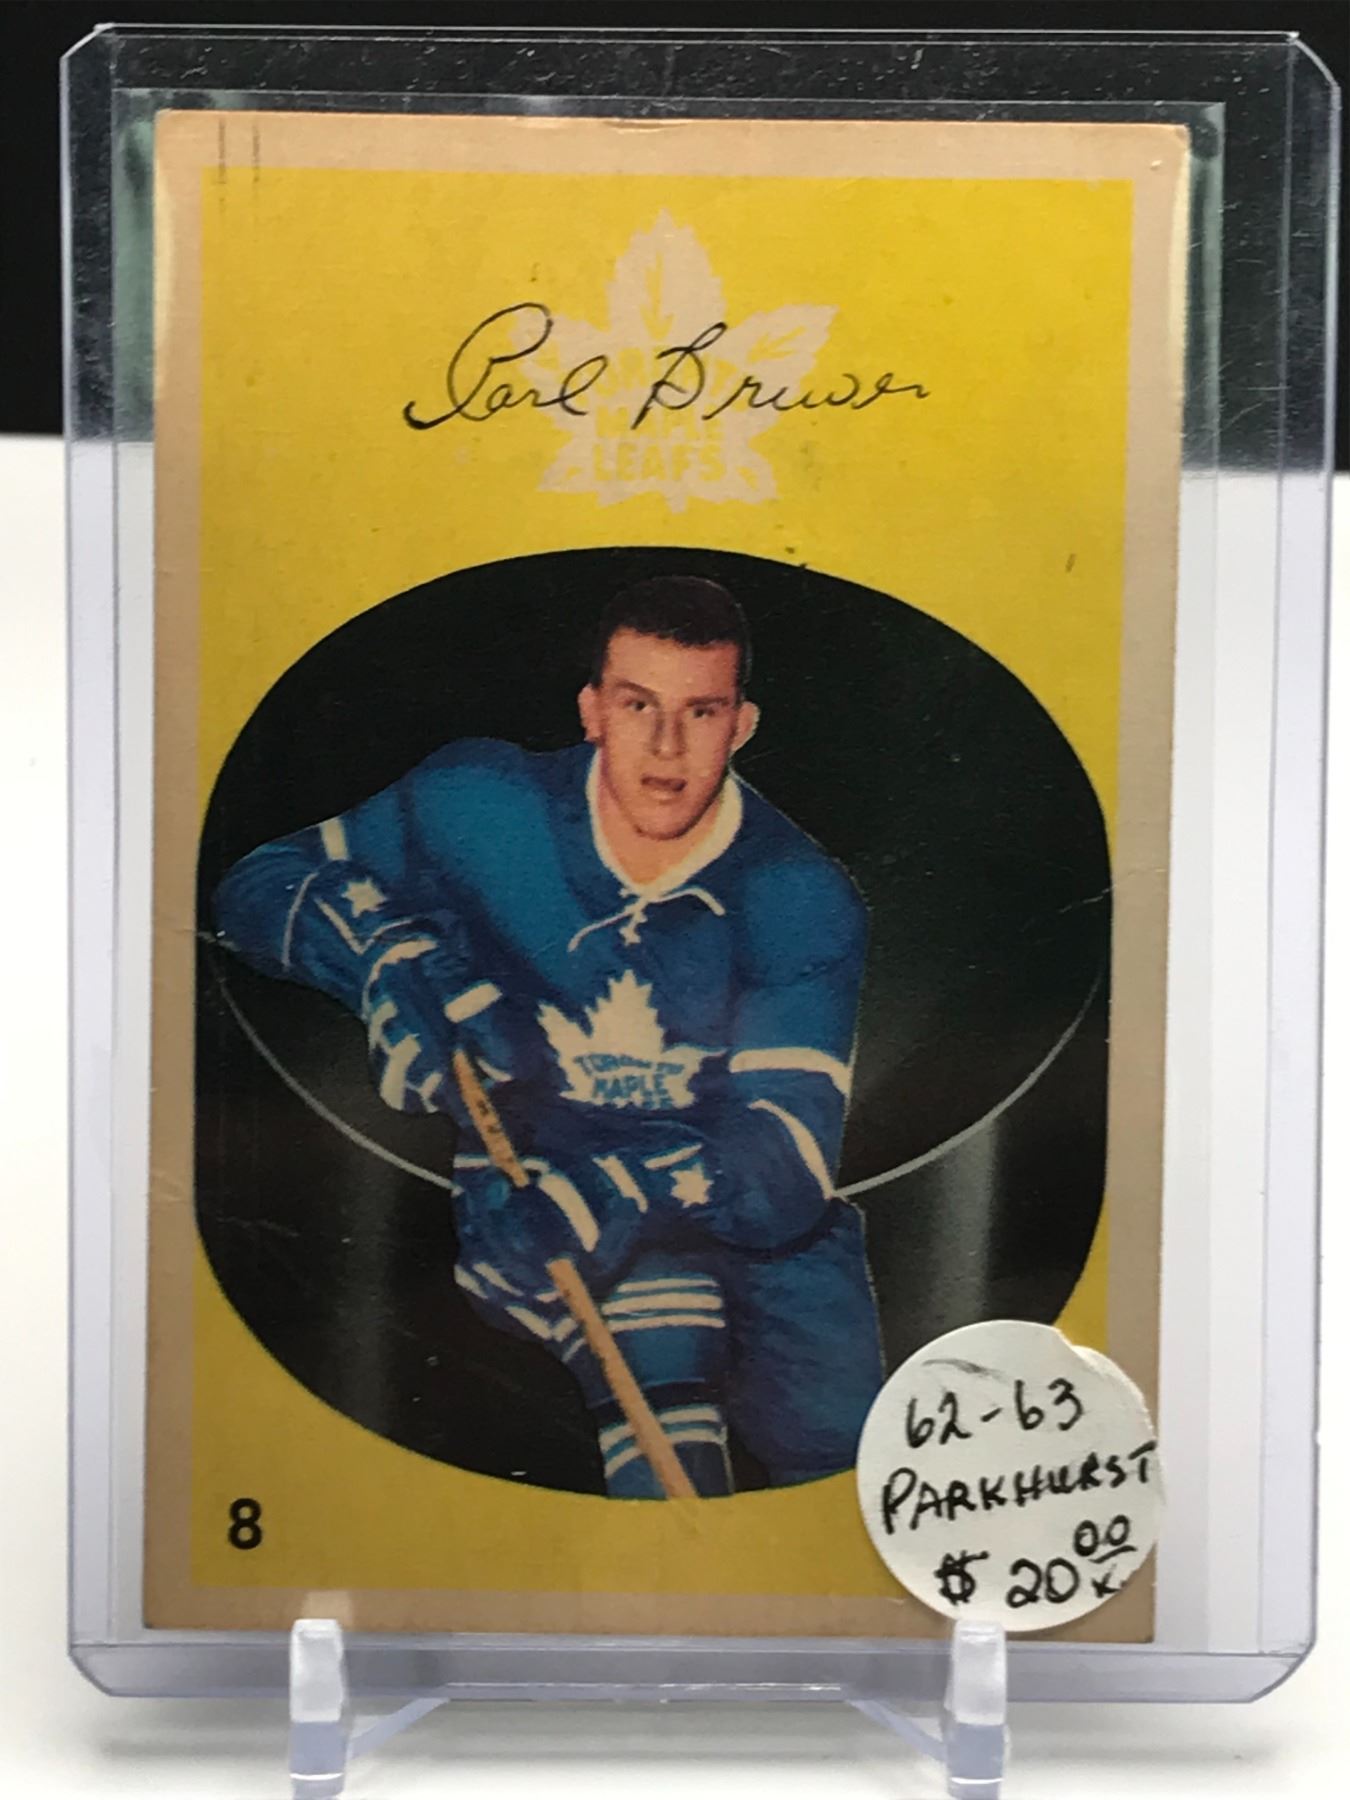 Carl Brewer
TORONTO
MAPLE
LEAFS
TORONTO
MAPLE
8
62-63
PARKHURST
$ 20 00
K